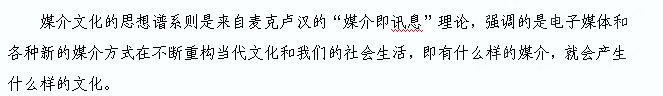 媒介文化的思想谱系则是来自麦克卢汉的“媒介即讯息”理论，强调的是电子媒体和
各种新的媒介方式在不断重构当代文化和我们的社会生活，即有什么样的媒介，就会产生
什么样的文化。